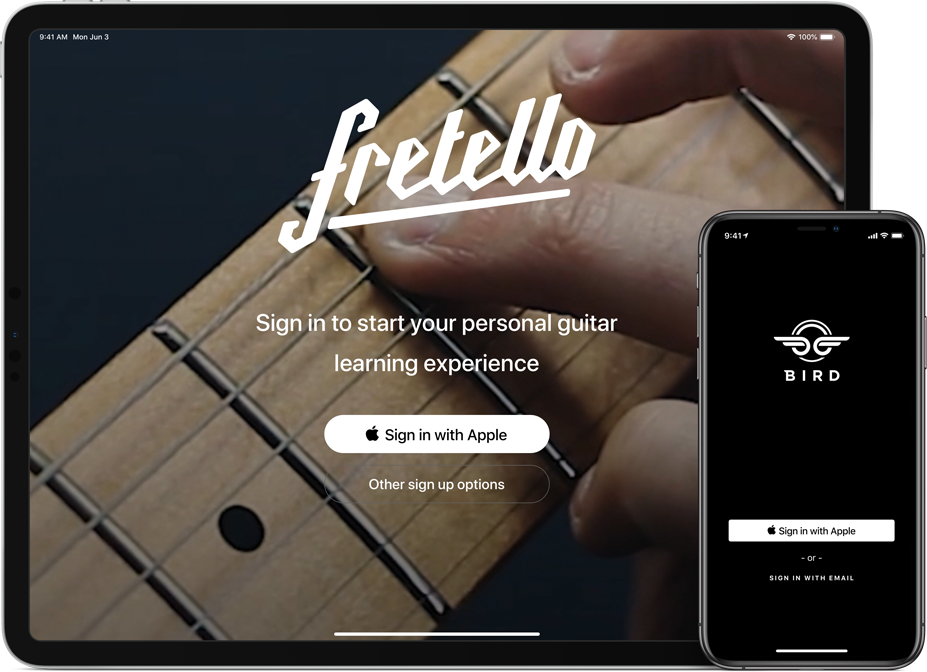 9:41 AM Mon Jun 3
100%
fretello
Sign in to start your personal guitar
learning experience
Sign in with Apple
Other sign up options
9:41
BIRD
Sign in with Apple
- or -
SIGN IN WITH EMAIL